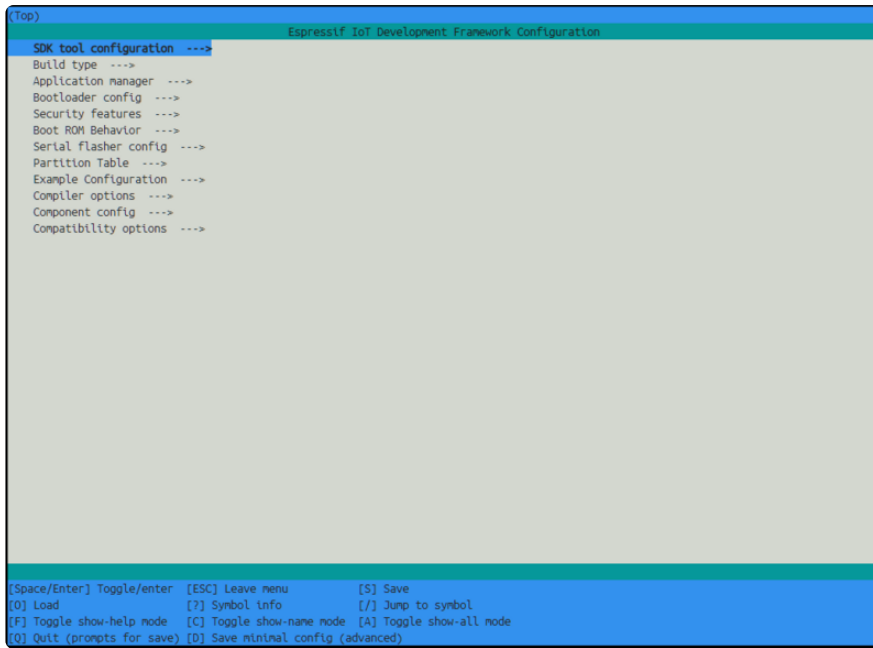 (Top)
Espressif IoT Development Framework Configuration
SDK tool configuration --->
Build type --->
Application manager --->
Bootloader config --->
Security features --->
Boot ROM Behavior --->
Serial flasher config --->
Partition Table --->
Example Configuration --->
Compiler options --->
Component config --->
Compatibility options --->
[Space/Enter] Toggle/enter [ESC] Leave menu [S] Save
[O] Load [?] Symbol info [/] Jump to symbol
[F] Toggle show-help mode [C] Toggle show-name mode [A] Toggle show-all mode
[Q] Quit (prompts for save) [D] Save minimal config (advanced)